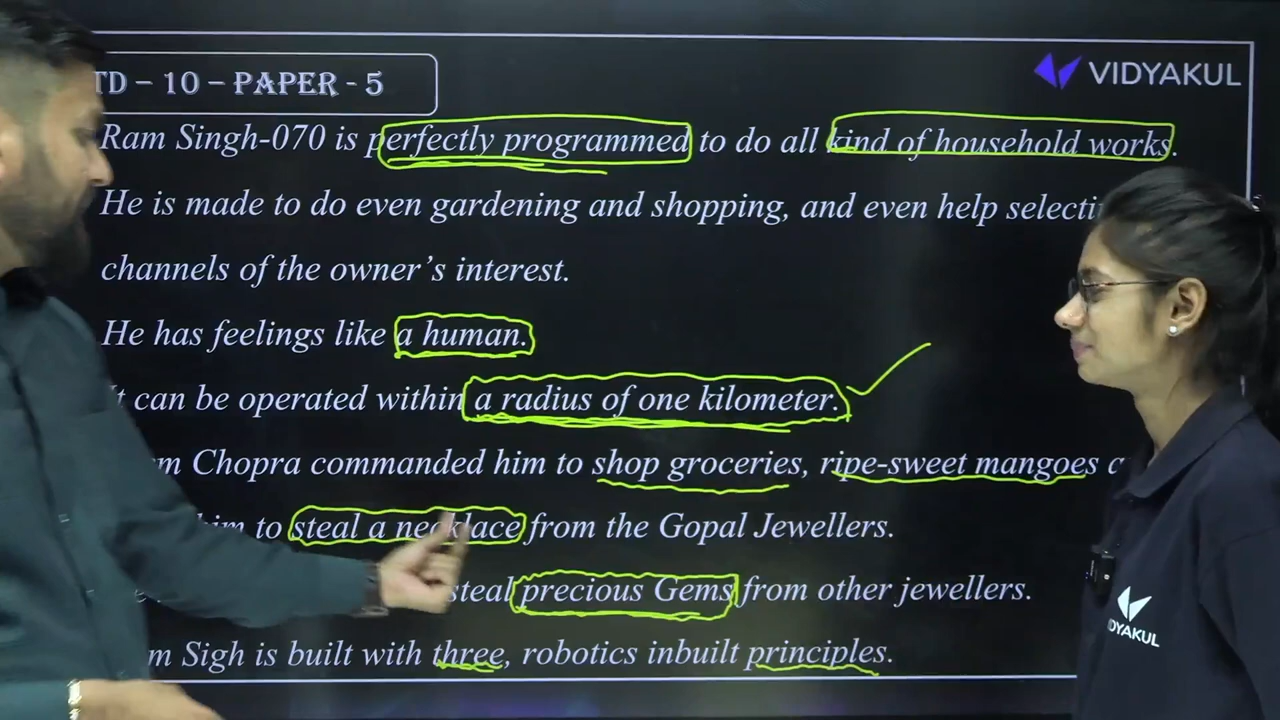 TD – 10 – PAPER - 5
VIDYAKUL
Ram Singh-070 is perfectly programmed to do all kind of household works.
He is made to do even gardening and shopping, and even help selecti
channels of the owner's interest.
He has feelings like a human.
It can be operated within a radius of one kilometer.
Chopra commanded him to shop groceries, ripe-sweet mangoes
him to steal a necklace from the Gopal Jewellers.
steal precious Gems from other jewellers.
m Sigh is built with three, robotics inbuilt principles.
DYAKUL